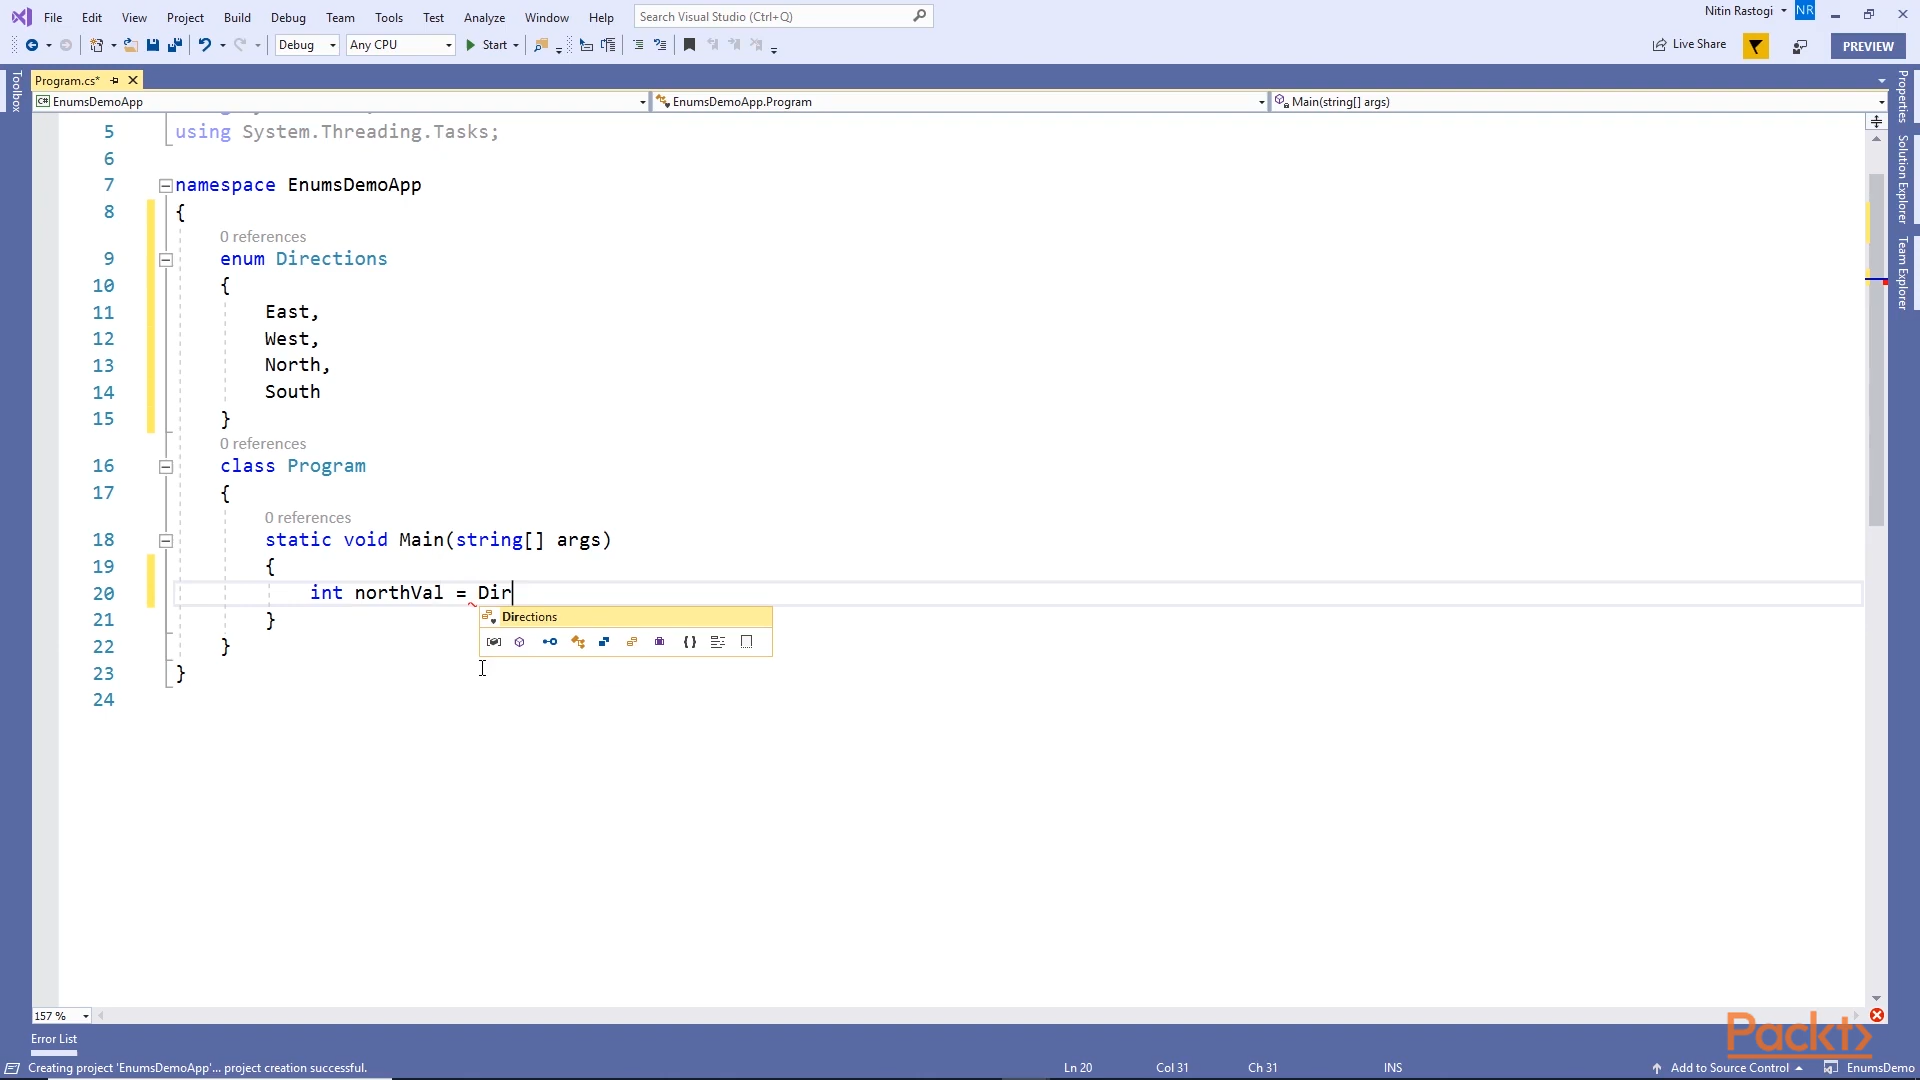 File Edit View Project Build Debug Team Tools Test Analyze Window Help Search Visual Studio (Ctrl+Q) Nitin Rastogi NR
Debug Any CPU Start Live Share PREVIEW
Toolbox
Program.cs*
EnumsDemoApp EnumsDemoApp.Program Main(string[] args)
Properties
Solution Explorer
Team Explorer
5 using System.Threading.Tasks;
6
7 namespace EnumsDemoApp
8 {
0 references
9 enum Directions
10 {
11 East,
12 West,
13 North,
14 South
15 }
0 references
16 class Program
17 {
0 references
18 static void Main(string[] args)
19 {
20 int northVal = Dir
Directions
21 }
22 }
23 }
24
157 %
Packt>
Error List
Creating project 'EnumsDemoApp'... project creation successful. Ln 20 Col 31 Ch 31 INS Add to Source Control EnumsDemo